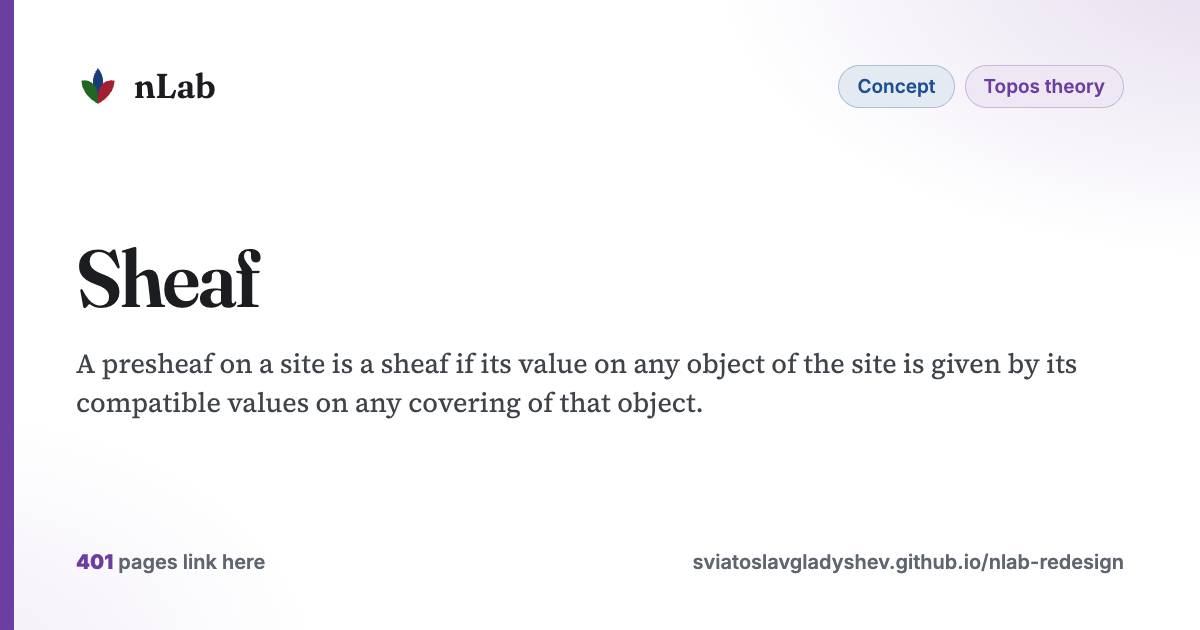 nLab
Concept
Topos theory
Sheaf
A presheaf on a site is a sheaf if its value on any object of the site is given by its
compatible values on any covering of that object.
401 pages link here
sviatoslavgladyshev.github.io/nlab-redesign